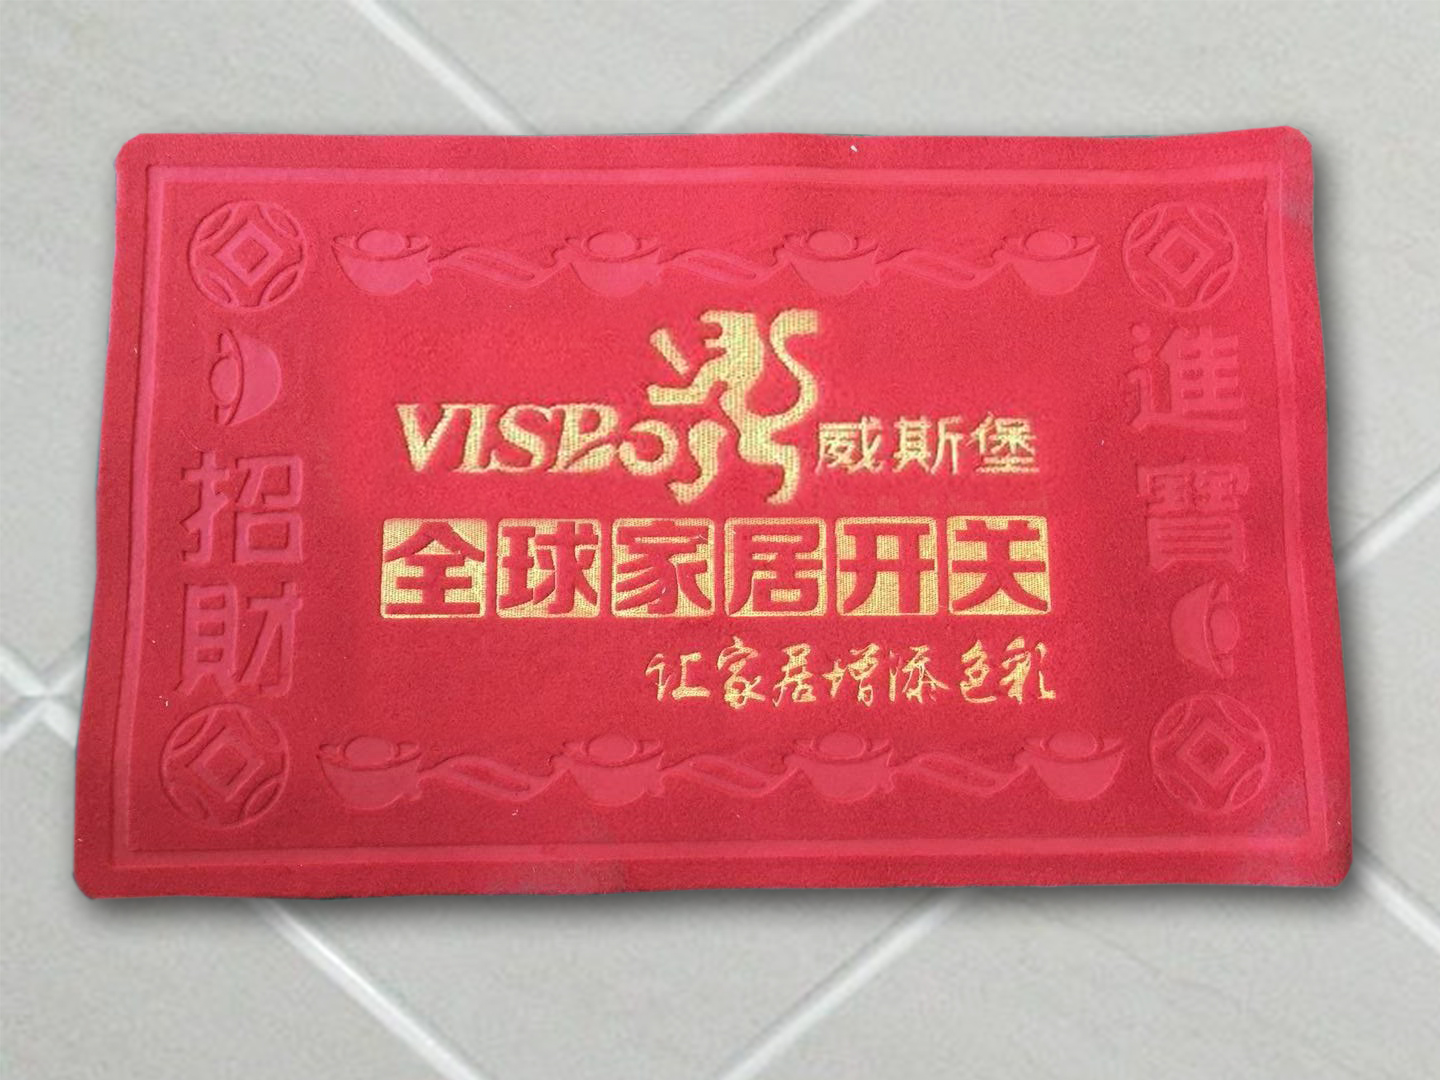 VISBO 威斯堡
全球家居开关
让家居增添色彩
招財
進寶